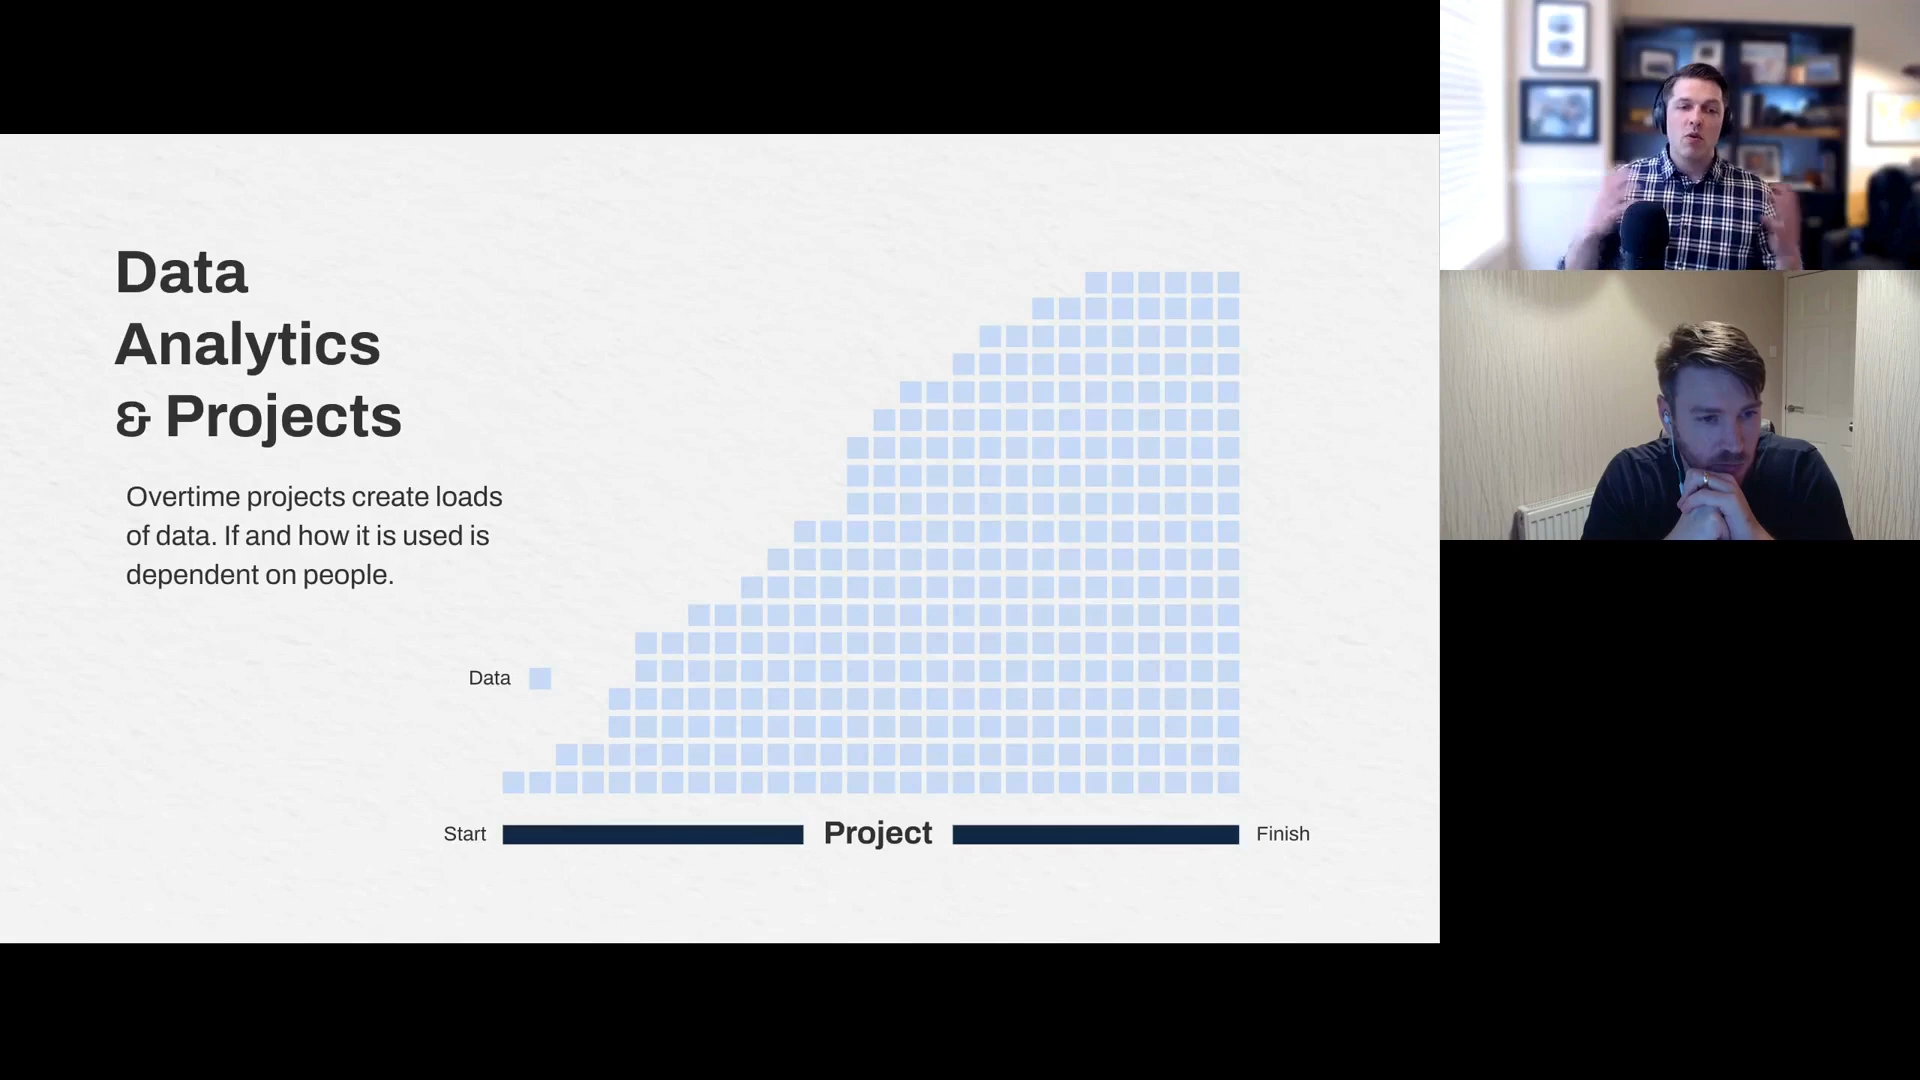 Data
Analytics
& Projects
Overtime projects create loads
of data. If and how it is used is
dependent on people.
Data
Start
Project
Finish